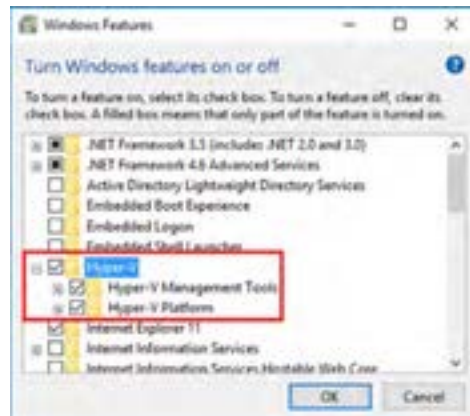 Windows Features
Turn Windows features on or off
To turn a feature on, select its check box. To turn a feature off, clear its
check box. A filled box means that only part of the feature is turned on.
.NET Framework 3.5 (includes .NET 2.0 and 3.0)
.NET Framework 4.6 Advanced Services
Active Directory Lightweight Directory Services
Embedded Boot Experience
Embedded Logon
Embedded Shell Launcher
Hyper-V
Hyper-V Management Tools
Hyper-V Platform
Internet Explorer 11
Internet Information Services
Internet Information Services Hostable Web Core
OK
Cancel